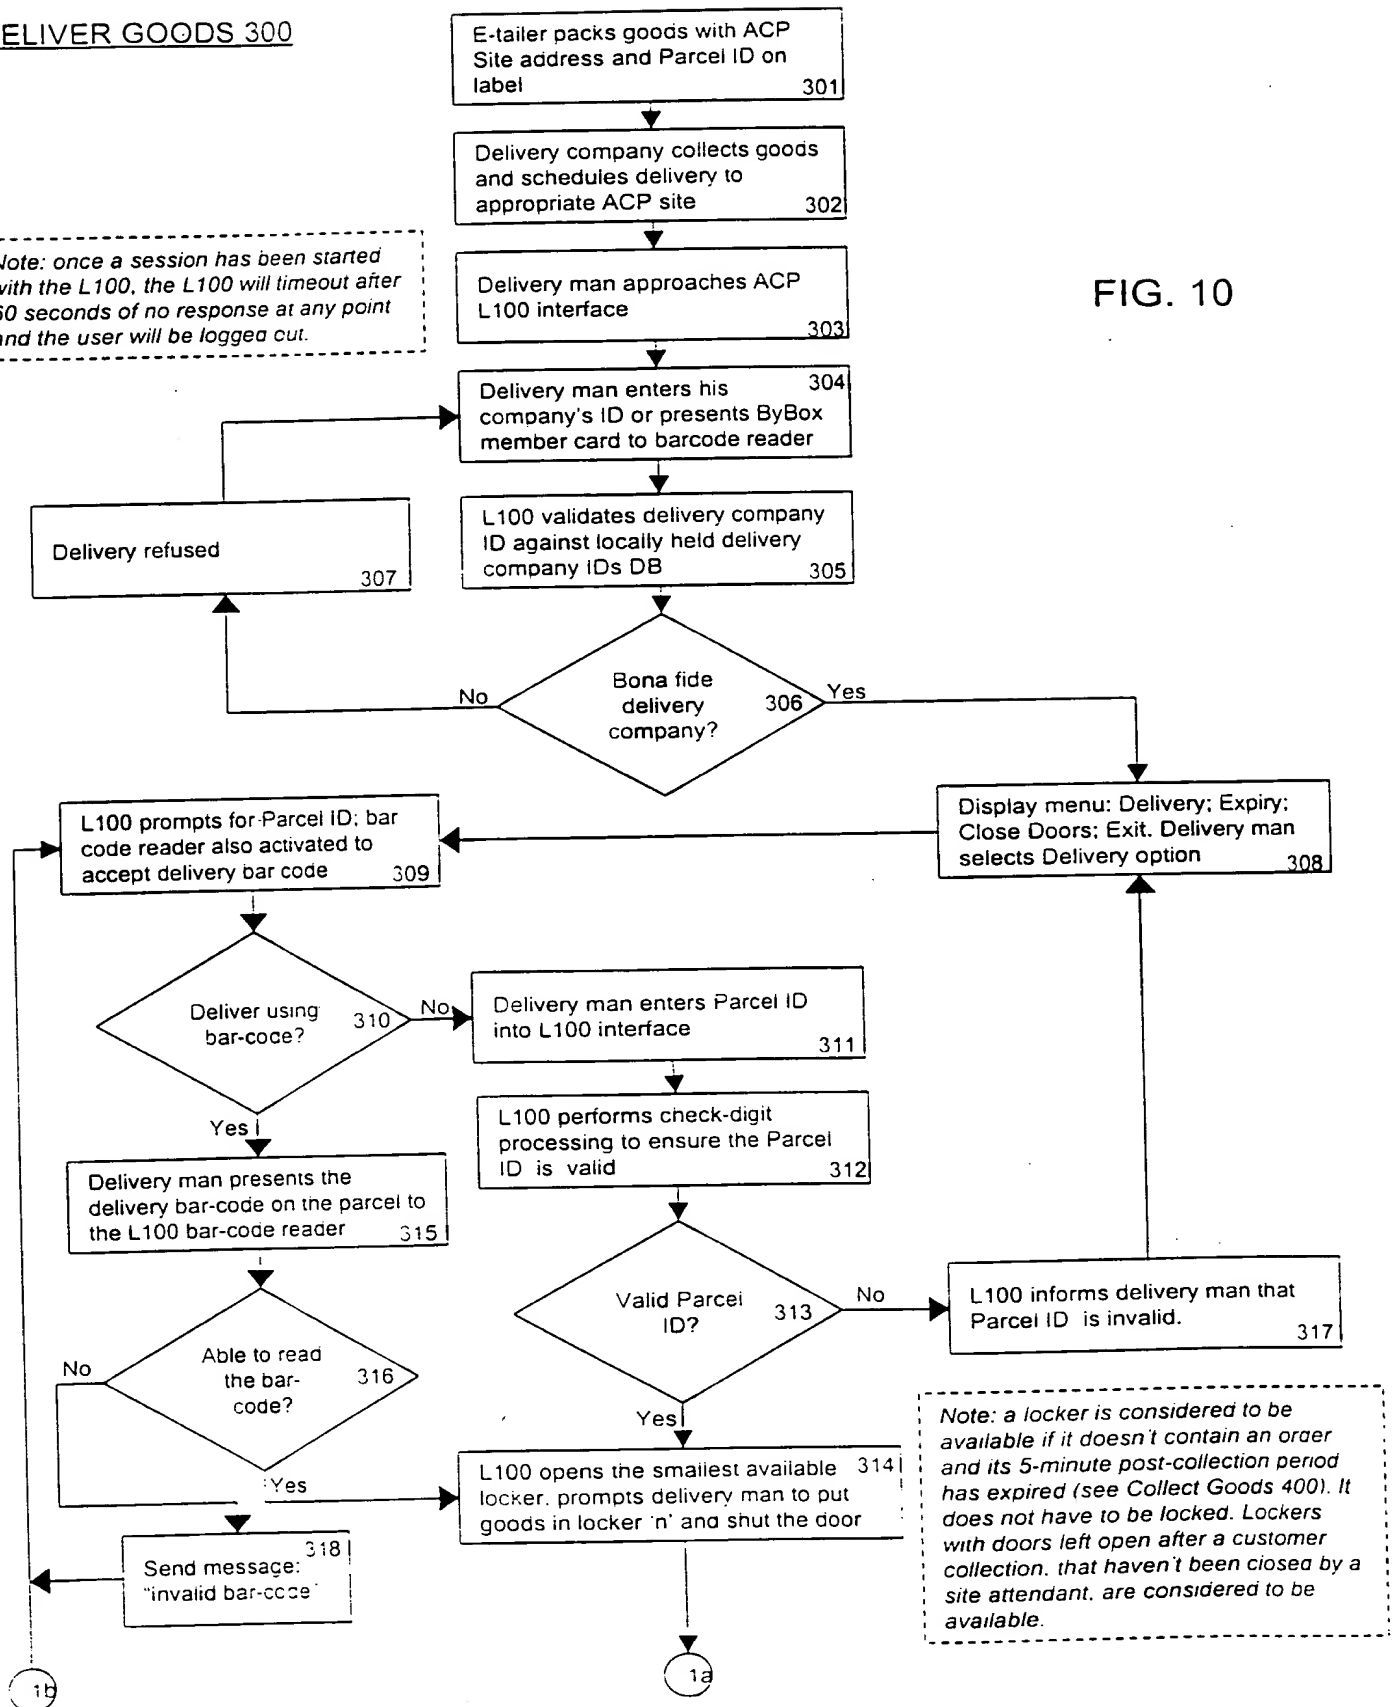 ELIVER GOODS 300
E-tailer packs goods with ACP
Site address and Parcel ID on
label
301
Delivery company collects goods
and schedules delivery to
appropriate ACP site
302
Note: once a session has been started
with the L100, the L100 will timeout after
60 seconds of no response at any point
and the user will be logged out.
Delivery man approaches ACP
L100 interface
303
FIG. 10
Delivery man enters his
company's ID or presents ByBox
member card to barcode reader
304
L100 validates delivery company
ID against locally held delivery
company IDs DB
305
Delivery refused
307
Bona fide
delivery
company?
306
No
Yes
L100 prompts for Parcel ID; bar
code reader also activated to
accept delivery bar code
309
Display menu: Delivery; Expiry;
Close Doors; Exit. Delivery man
selects Delivery option
308
Deliver using
bar-code?
310
No
Delivery man enters Parcel ID
into L100 interface
311
Yes
L100 performs check-digit
processing to ensure the Parcel
ID is valid
312
Delivery man presents the
delivery bar-code on the parcel to
the L100 bar-code reader
315
Valid Parcel
ID?
313
No
L100 informs delivery man that
Parcel ID is invalid.
317
No
Able to read
the bar-
code?
316
Yes
Yes
L100 opens the smallest available
locker, prompts delivery man to put
goods in locker 'n' and shut the door
314
Note: a locker is considered to be
available if it doesn't contain an order
and its 5-minute post-collection period
has expired (see Collect Goods 400). It
does not have to be locked. Lockers
with doors left open after a customer
collection, that haven't been closed by a
site attendant, are considered to be
available.
318
Send message:
"invalid bar-code"
1b
1a